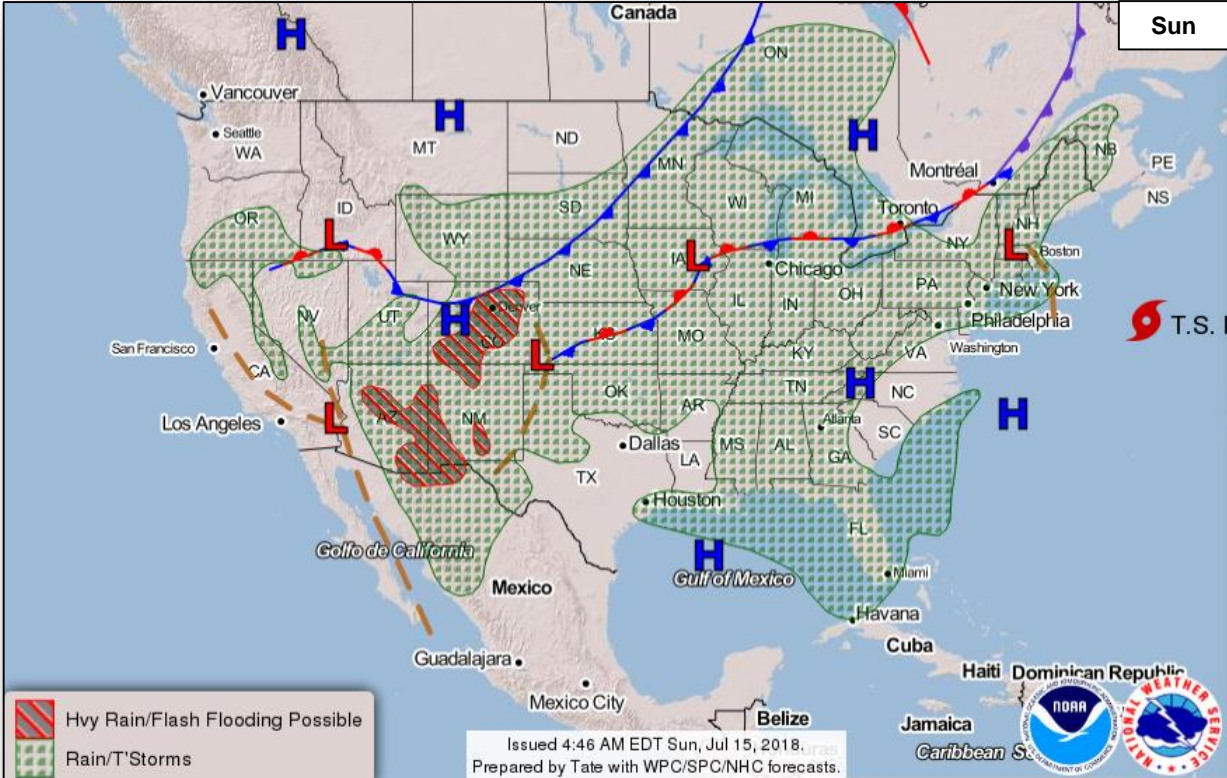 Canada
Sun
H
ON
Vancouver
H
Seattle
WA
MT
ND
H
MN
Montréal
NB
PE
NS
OR
ID
SD
WI
MI
Toronto
NH
L
WY
IA
L
NY
L
Boston
NE
Chicago
PA
New York
NV
UT
H
Denver
CO
IL
IN
OH
Philadelphia
T.S.
San Francisco
CA
L
KS
MO
KY
VA
Washington
H
TN
NC
OK
AR
Los Angeles
L
AZ
NM
Atlanta
SC
H
Dallas
MS
AL
GA
LA
TX
Houston
FL
Golfo de California
H
Gulf of Mexico
Miami
Mexico
Havana
Cuba
Guadalajara
Haiti
Dominican Republic
Mexico City
Belize
Jamaica
NOAA
NATIONAL WEATHER SERVICE
Caribbean
Hvy Rain/Flash Flooding Possible
Rain/T'Storms
Issued 4:46 AM EDT Sun, Jul 15, 2018.
Prepared by Tate with WPC/SPC/NHC forecasts.